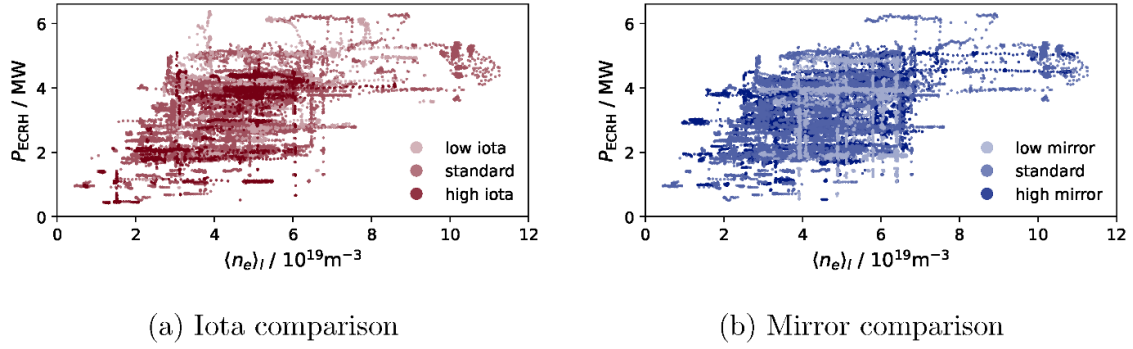 6
4
2
0
P_ECRH / MW
low iota
standard
high iota
0 2 4 6 8 10 12
⟨n_e⟩_l / 10^19 m^−3
(a) Iota comparison
6
4
2
0
P_ECRH / MW
low mirror
standard
high mirror
0 2 4 6 8 10 12
⟨n_e⟩_l / 10^19 m^−3
(b) Mirror comparison